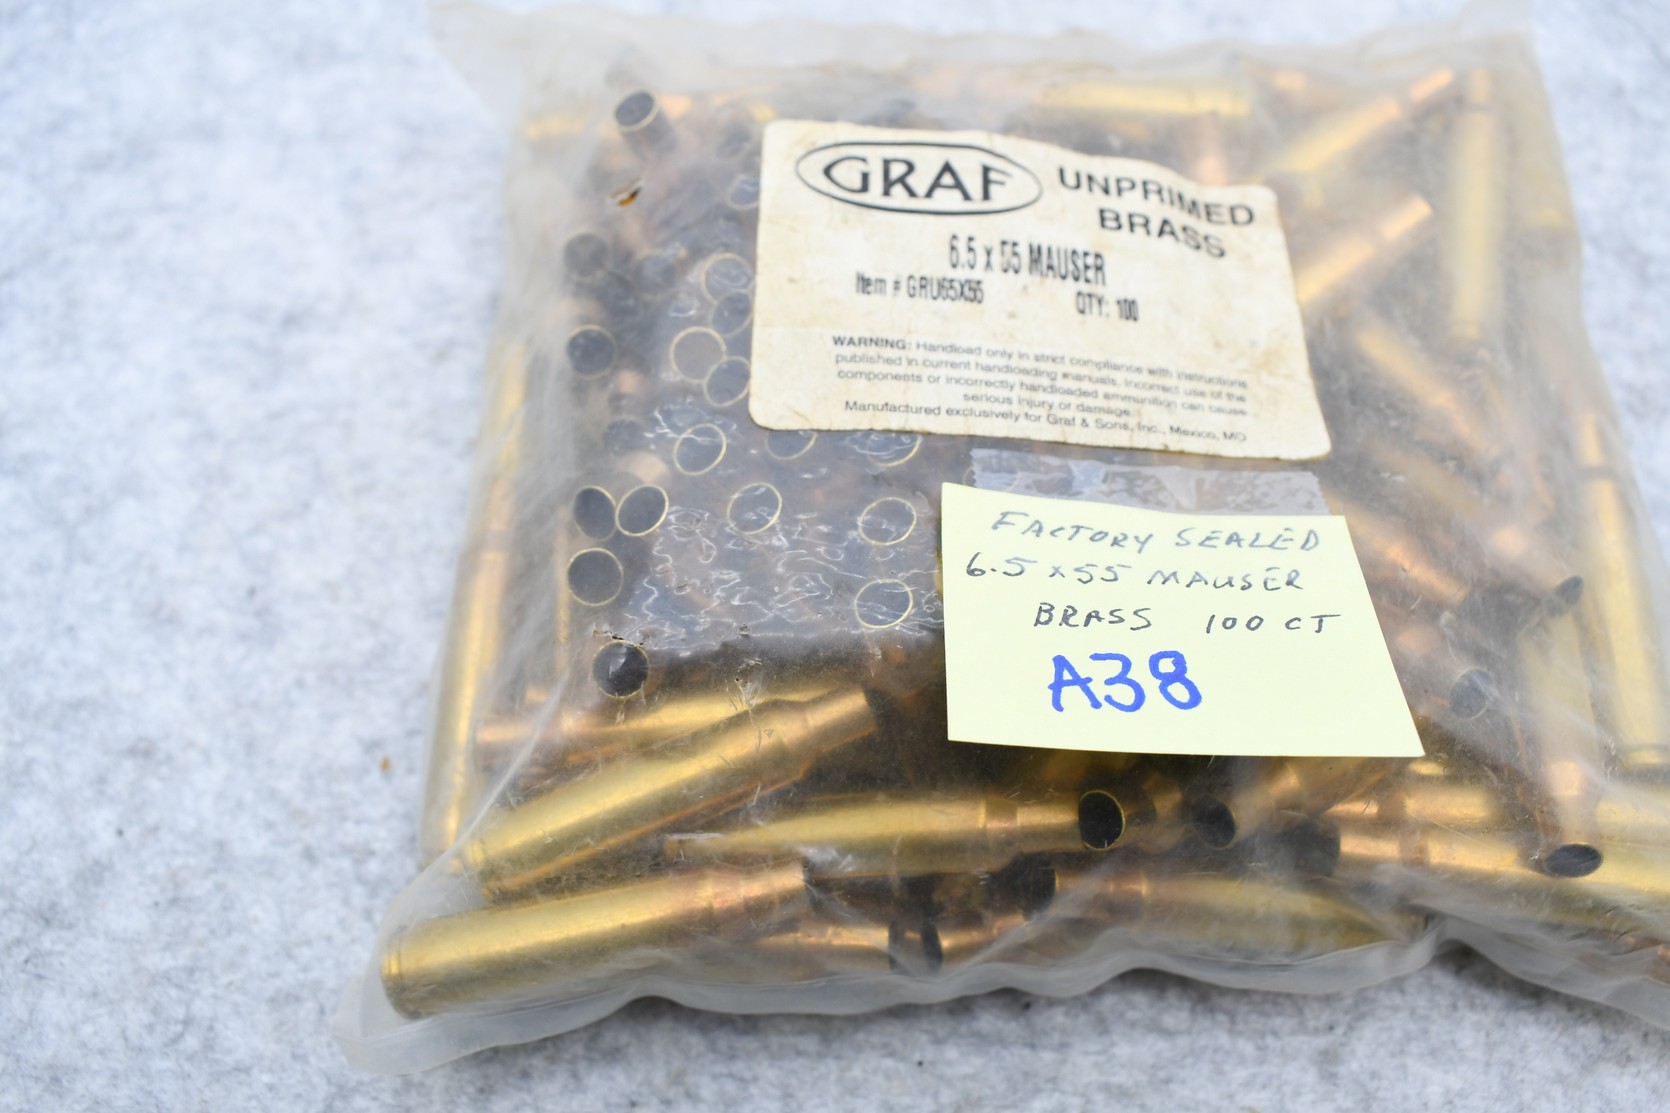 GRAF
UNPRIMED
BRASS
6.5 x 55 MAUSER
Item # GRU65X55
QTY: 100
WARNING: Handload only in strict compliance with instructions
published in current handloading manuals. Incorrect use of the
components or incorrectly handloaded ammunition can cause
serious injury or damage.
Manufactured exclusively for Graf & Sons, Inc., Mexico, MO
FACTORY SEALED
6.5 x 55 MAUSER
BRASS 100 CT
A38